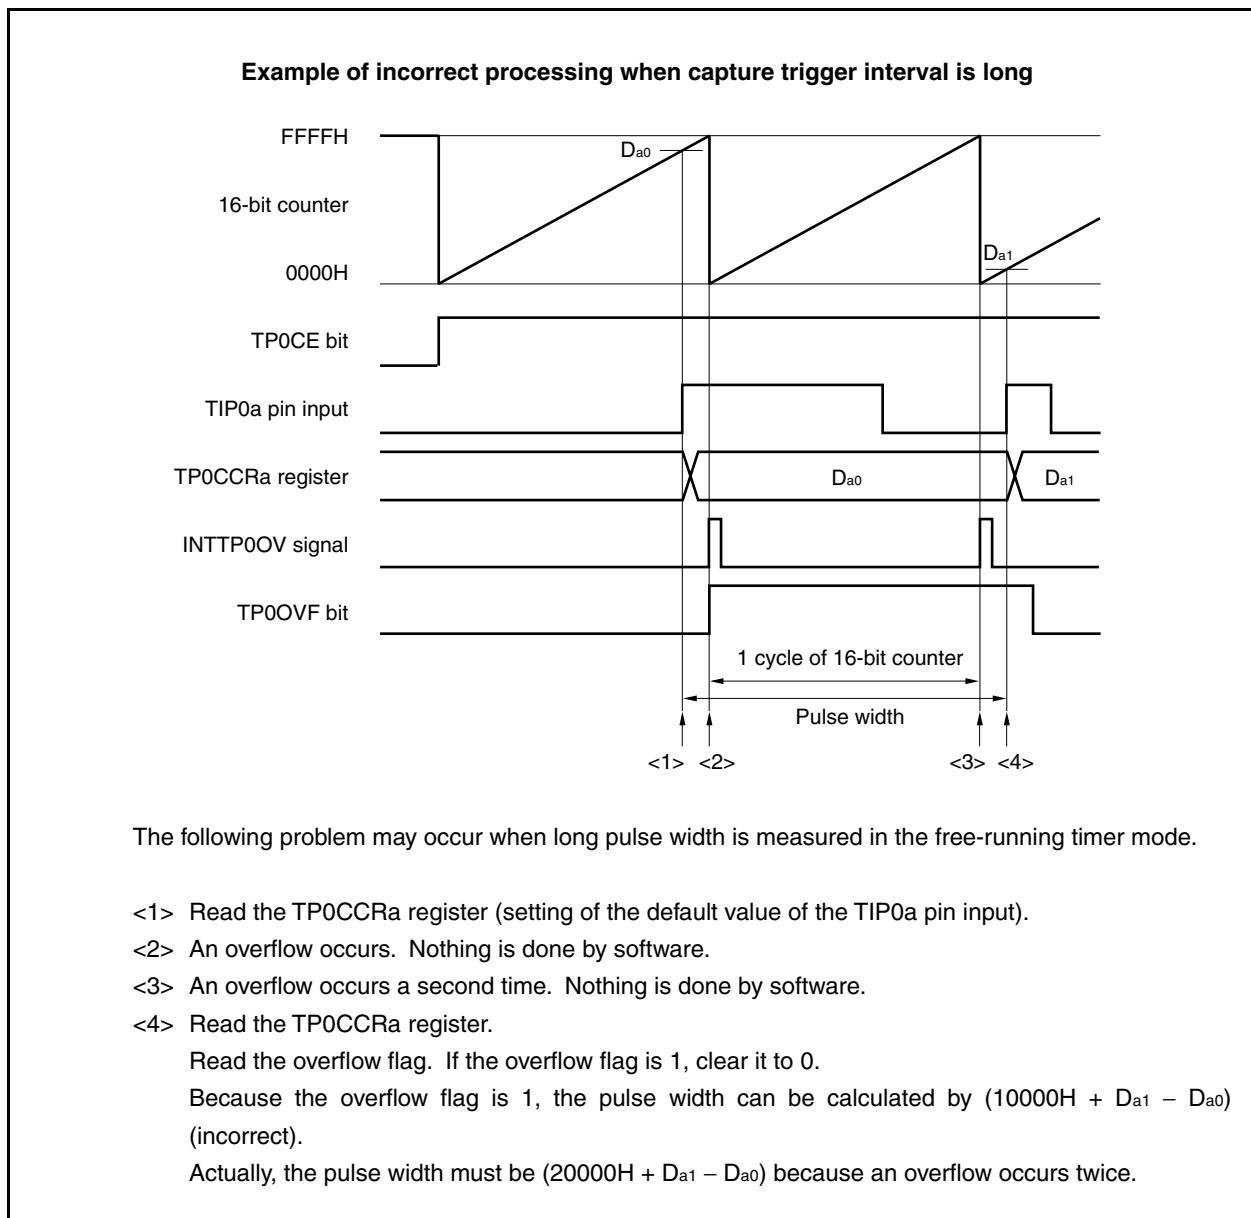 Example of incorrect processing when capture trigger interval is long
FFFFH
Da0
16-bit counter
Da1
0000H
TP0CE bit
TIP0a pin input
TP0CCRa register
Da0
Da1
INTTP0OV signal
TP0OVF bit
1 cycle of 16-bit counter
Pulse width
<1> <2> <3> <4>
The following problem may occur when long pulse width is measured in the free-running timer mode.
<1> Read the TP0CCRa register (setting of the default value of the TIP0a pin input).
<2> An overflow occurs. Nothing is done by software.
<3> An overflow occurs a second time. Nothing is done by software.
<4> Read the TP0CCRa register.
Read the overflow flag. If the overflow flag is 1, clear it to 0.
Because the overflow flag is 1, the pulse width can be calculated by (10000H + Da1 − Da0)
(incorrect).
Actually, the pulse width must be (20000H + Da1 − Da0) because an overflow occurs twice.